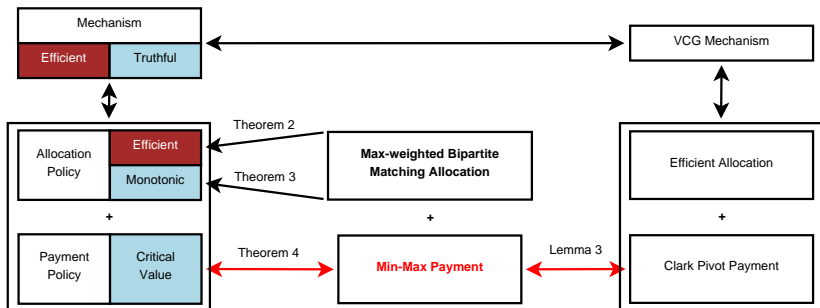 Mechanism
Efficient
Truthful
VCG Mechanism
Theorem 2
Allocation
Policy
Efficient
Monotonic
Theorem 3
Max-weighted Bipartite
Matching Allocation
Efficient Allocation
+
+
+
Payment
Policy
Critical
Value
Theorem 4
Min-Max Payment
Lemma 3
Clark Pivot Payment